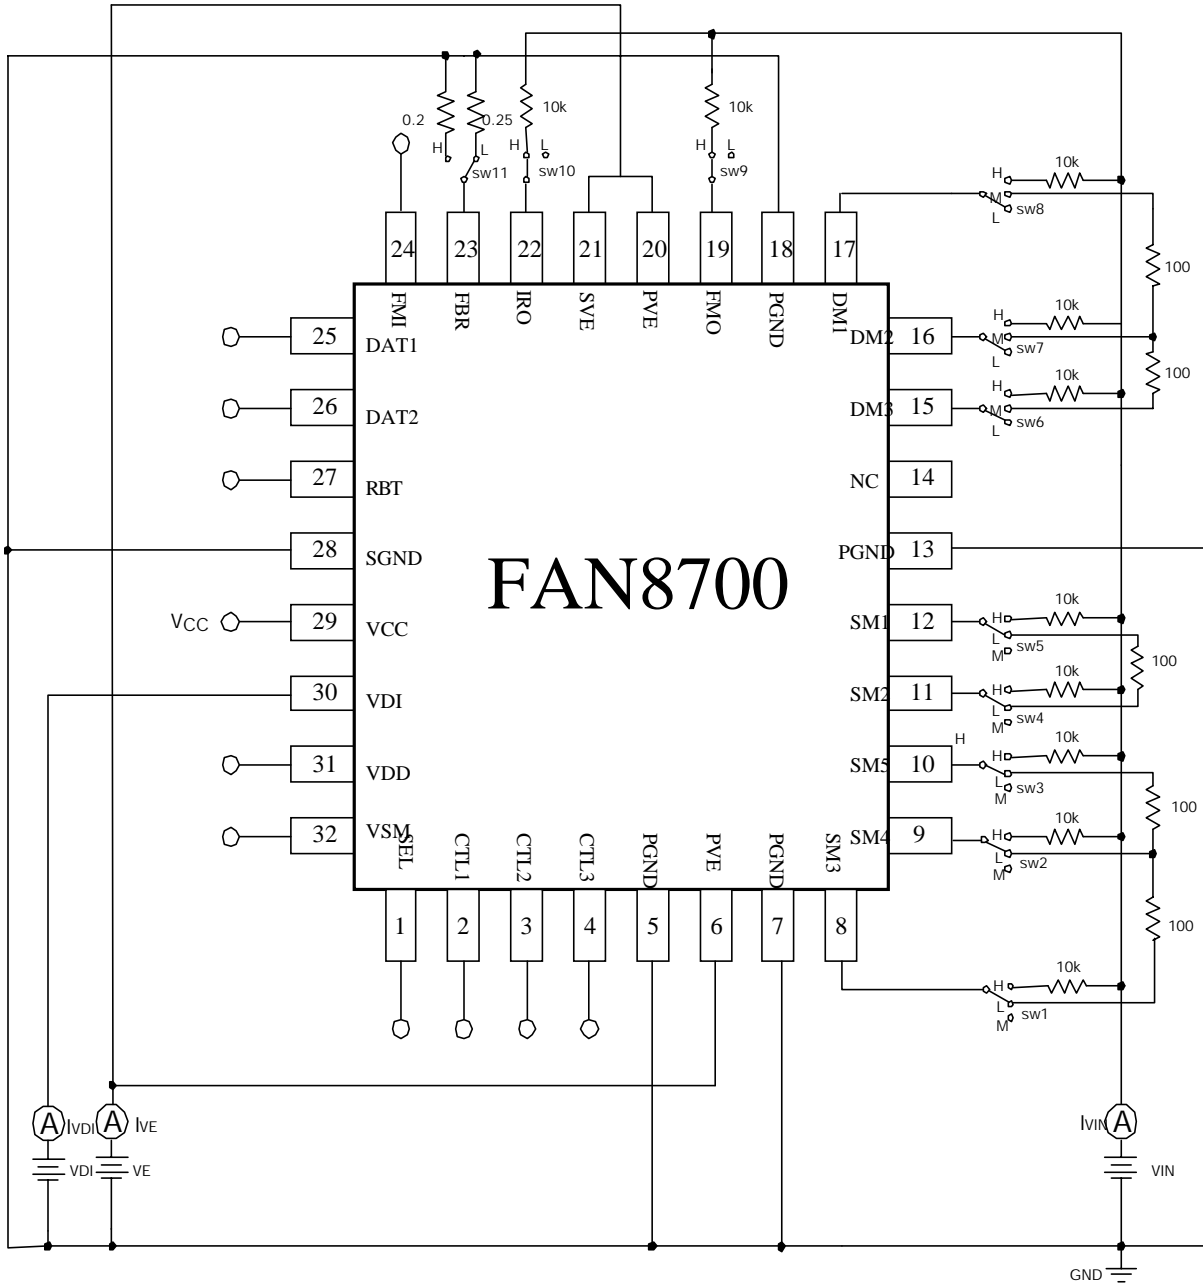 10k
10k
0.2
0.25
H
L
H
L
H
L
sw11
sw10
sw9
10k
H
M
sw8
L
24
23
22
21
20
19
18
17
100
FMI
FBR
IRO
SVE
PVE
FMO
PGND
DM1
25
DAT1
DM2
16
10k
H
M
sw7
L
100
26
DAT2
DM3
15
10k
H
M
sw6
L
27
RBT
NC
14
28
SGND
PGND
13
FAN8700
VCC
29
VCC
SM1
12
10k
H
L
sw5
M
100
30
VDI
SM2
11
10k
H
L
sw4
M
H
31
VDD
SM5
10
10k
H
L
sw3
M
100
32
VSM
SM4
9
10k
H
L
sw2
M
SEL
CTL1
CTL2
CTL3
PGND
PVE
PGND
SM3
1
2
3
4
5
6
7
8
100
10k
H
L
sw1
M
A
IVDI
A
IVE
IVIN
A
VDI
VE
VIN
GND